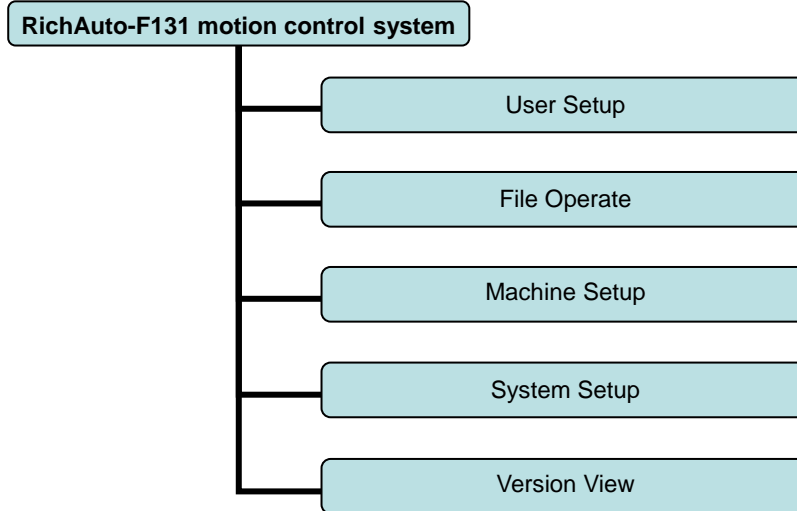 RichAuto-F131 motion control system
User Setup
File Operate
Machine Setup
System Setup
Version View